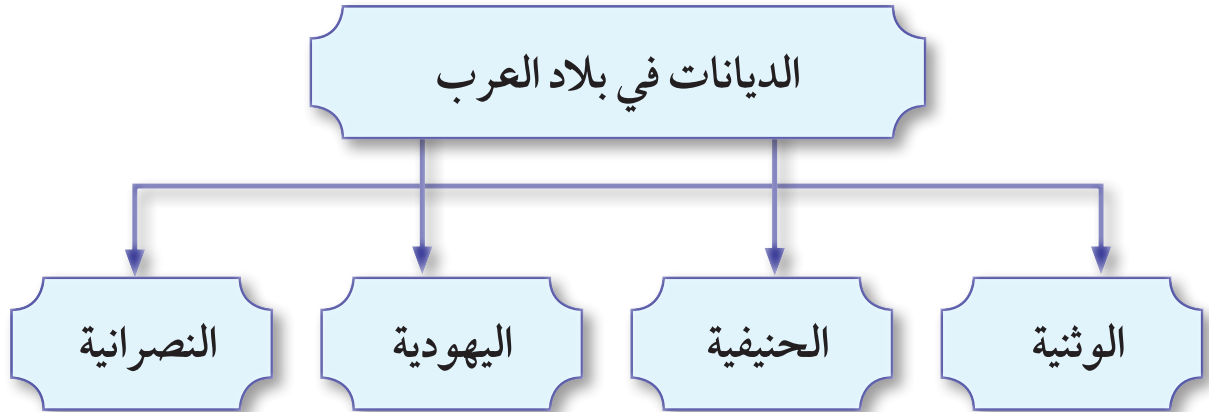 الديانات في بلاد العرب
الوثنية
الحنيفية
اليهودية
النصرانية